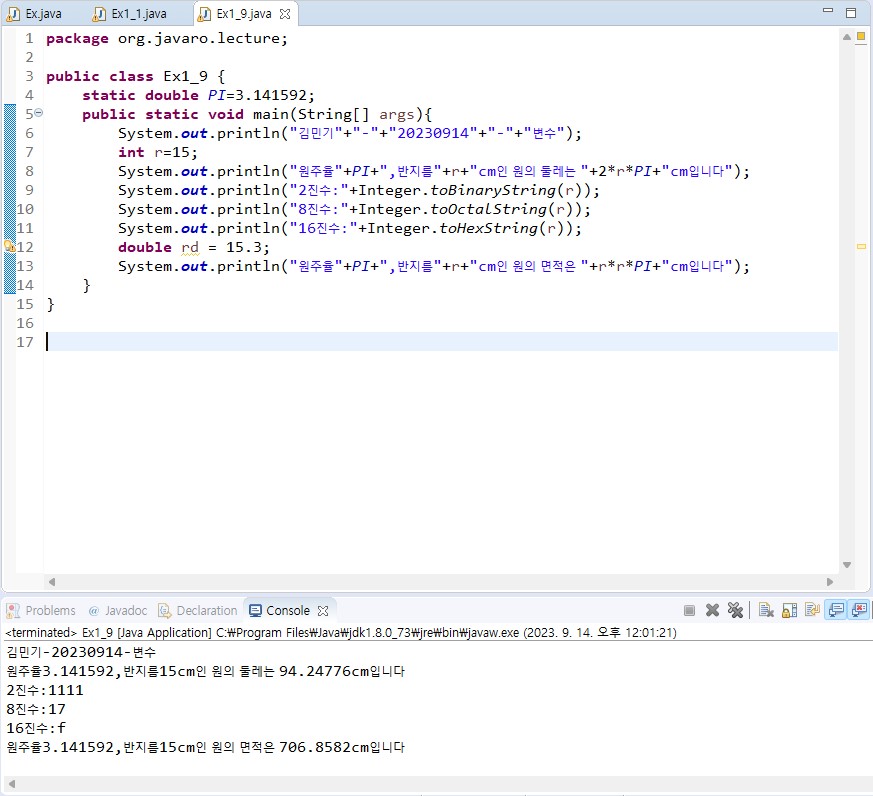 Ex.java Ex1_1.java Ex1_9.java
1 package org.javaro.lecture;
2
3 public class Ex1_9 {
4 static double PI=3.141592;
5 public static void main(String[] args){
6 System.out.println("김민기"+"-"+"20230914"+"-"+"변수");
7 int r=15;
8 System.out.println("원주율"+PI+",반지름"+r+"cm인 원의 둘레는 "+2*r*PI+"cm입니다");
9 System.out.println("2진수:"+Integer.toBinaryString(r));
10 System.out.println("8진수:"+Integer.toOctalString(r));
11 System.out.println("16진수:"+Integer.toHexString(r));
12 double rd = 15.3;
13 System.out.println("원주율"+PI+",반지름"+r+"cm인 원의 면적은 "+r*r*PI+"cm입니다");
14 }
15 }
16
17
Problems @ Javadoc Declaration Console
<terminated> Ex1_9 [Java Application] C:₩Program Files₩Java₩jdk1.8.0_73₩jre₩bin₩javaw.exe (2023. 9. 14. 오후 12:01:21)
김민기-20230914-변수
원주율3.141592,반지름15cm인 원의 둘레는 94.24776cm입니다
2진수:1111
8진수:17
16진수:f
원주율3.141592,반지름15cm인 원의 면적은 706.8582cm입니다